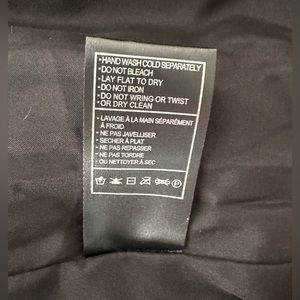 • HAND WASH COLD SEPARATELY
• DO NOT BLEACH
• LAY FLAT TO DRY
• DO NOT IRON
• DO NOT WRING OR TWIST
• OR DRY CLEAN
• LAVAGE À LA MAIN SÉPARÉMENT
À FROID
• NE PAS JAVELLISER
SECHER À PLAT
• NE PAS REPASSER
• NE PAS TORDRE
• OU NETTOYER À SEC